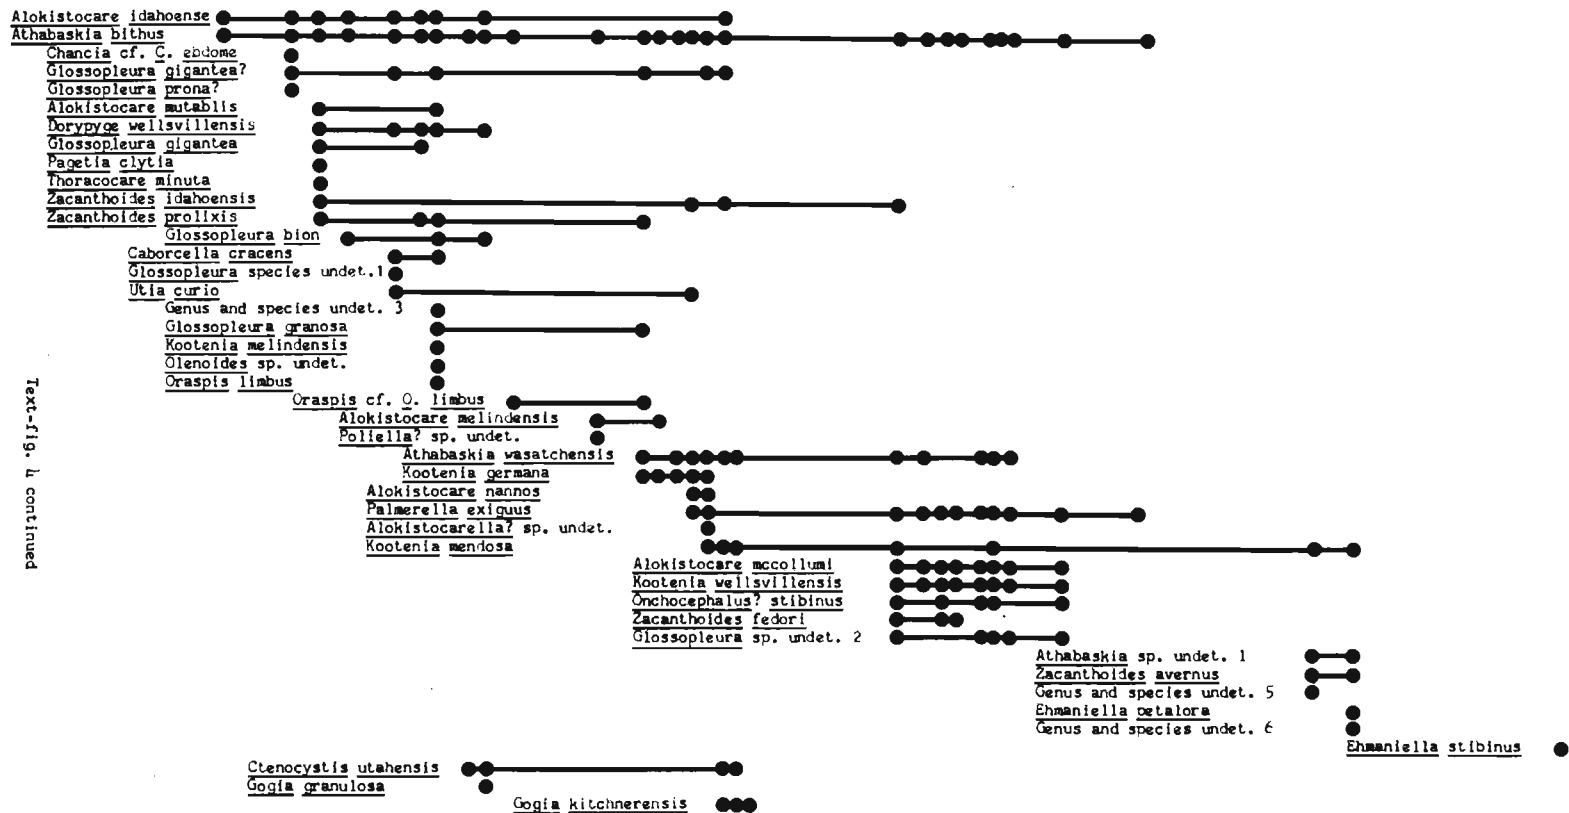 Alokistocare idahoense
Athabaskia bithus
Chancia cf. C. ebdome
Glossopleura gigantea?
Glossopleura prona?
Alokistocare mutablis
Dorypyge wellsvillensis
Glossopleura gigantea
Pagetia clytia
Thoracocare minuta
Zacanthoides idahoensis
Zacanthoides prolixis
Glossopleura bion
Caborcella cracens
Glossopleura species undet.1
Utia curio
Genus and species undet. 3
Glossopleura granosa
Kootenia melindensis
Olenoides sp. undet.
Oraspis limbus
Oraspis cf. O. limbus
Alokistocare melindensis
Poliella? sp. undet.
Athabaskia wasatchensis
Kootenia germana
Alokistocare nannos
Palmerella exiguus
Alokistocarella? sp. undet.
Kootenia mendosa
Alokistocare mccollumi
Kootenia wellsvillensis
Onchocephalus? stibinus
Zacanthoides fedori
Glossopleura sp. undet. 2
Athabaskia sp. undet. 1
Zacanthoides avernus
Genus and species undet. 5
Ehmaniella petalora
Genus and species undet. 6
Ehmaniella stibinus
Ctenocystis utahensis
Gogia granulosa
Gogia kitchnerensis
Text-fig. 4 continued